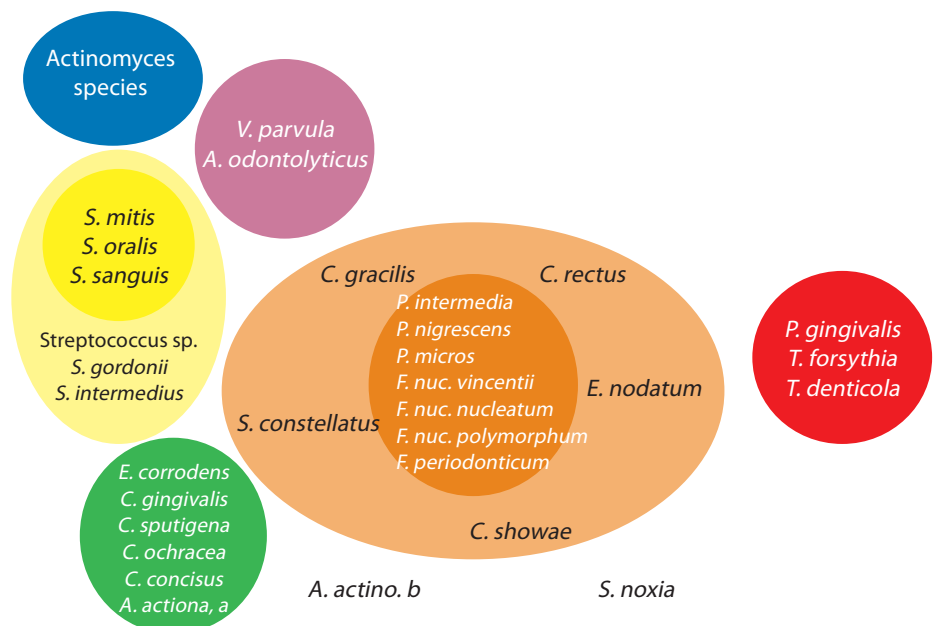 Actinomyces
species
V. parvula
A. odontolyticus
S. mitis
S. oralis
S. sanguis
Streptococcus sp.
S. gordonii
S. intermedius
C. gracilis
C. rectus
P. intermedia
P. nigrescens
P. micros
F. nuc. vincentii
F. nuc. nucleatum
F. nuc. polymorphum
F. periodonticum
E. nodatum
S. constellatus
C. showae
P. gingivalis
T. forsythia
T. denticola
E. corrodens
C. gingivalis
C. sputigena
C. ochracea
C. concisus
A. actiona, a
A. actino. b
S. noxia